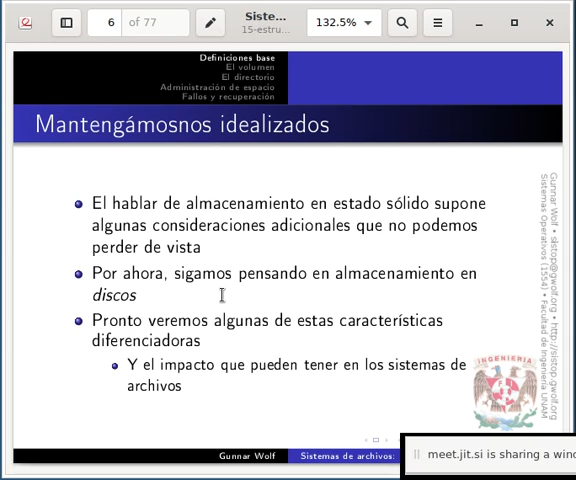 6
of 77
Siste...
15-estru...
132.5%
Definiciones base
El volumen
El directorio
Administración de espacio
Fallos y recuperación
Mantengámosnos idealizados
El hablar de almacenamiento en estado sólido supone
algunas consideraciones adicionales que no podemos
perder de vista
Por ahora, sigamos pensando en almacenamiento en
discos
Pronto veremos algunas de estas características
diferenciadoras
Y el impacto que pueden tener en los sistemas de
archivos
Gunnar Wolf • sistop@gwolf.org • http://sistop.gwolf.org
Sistemas Operativos (1554) • Facultad de Ingeniería UNAM
INGENIERIA
Gunnar Wolf
Sistemas de archivos:
meet.jit.si is sharing a wind